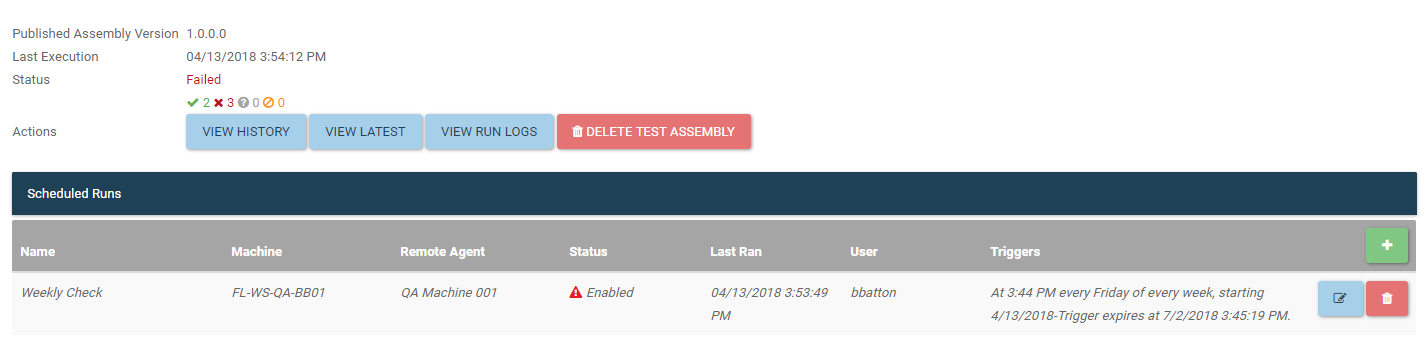 Published Assembly Version 1.0.0.0
Last Execution 04/13/2018 3:54:12 PM
Status Failed
2 3 0 0
Actions VIEW HISTORY VIEW LATEST VIEW RUN LOGS DELETE TEST ASSEMBLY
Scheduled Runs
Name Machine Remote Agent Status Last Ran User Triggers
Weekly Check FL-WS-QA-BB01 QA Machine 001 Enabled 04/13/2018 3:53:49 bbatton At 3:44 PM every Friday of every week, starting
PM 4/13/2018-Trigger expires at 7/2/2018 3:45:19 PM.